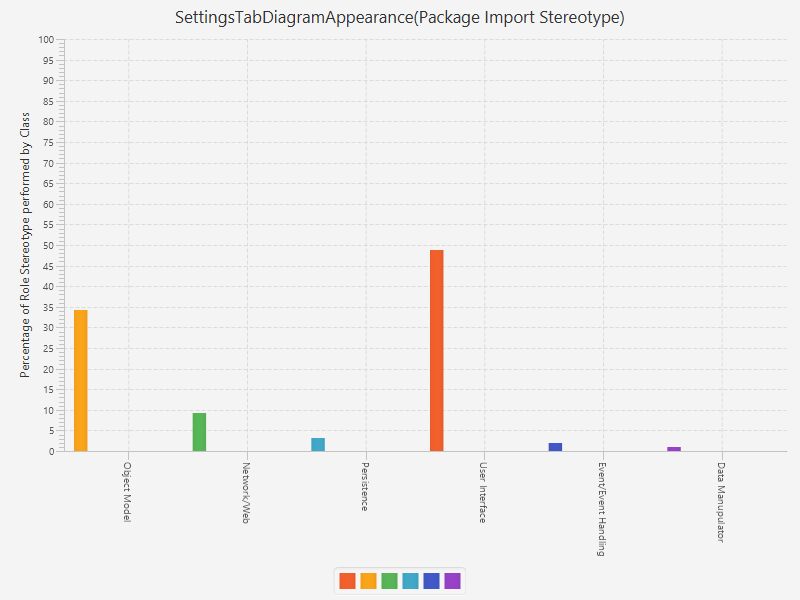 SettingsTabDiagramAppearance(Package Import Stereotype)
Percentage of Role Stereotype performed by Class
100
95
90
85
80
75
70
65
60
55
50
45
40
35
30
25
20
15
10
5
0
Object Model
Network/Web
Persistence
User Interface
Event/Event Handling
Data Manupulator